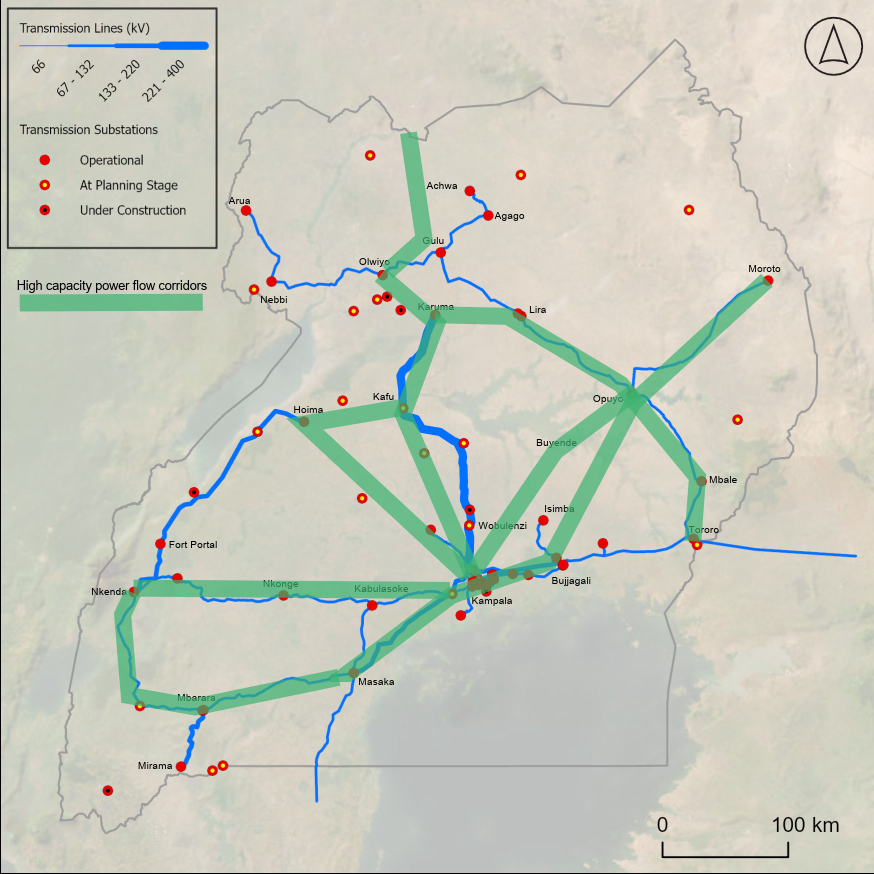 Transmission Lines (kV)
66
67 - 132
133 - 220
221 - 400
Transmission Substations
Operational
At Planning Stage
Under Construction
High capacity power flow corridors
Arua
Achwa
Agago
Gulu
Olwiyo
Nebbi
Karuma
Lira
Moroto
Kafu
Hoima
Opuyo
Buyende
Mbale
Isimba
Wobulenzi
Tororo
Fort Portal
Bujjagali
Nkenda
Nkonge
Kabulasoke
Kampala
Masaka
Mbarara
Mirama
0
100 km